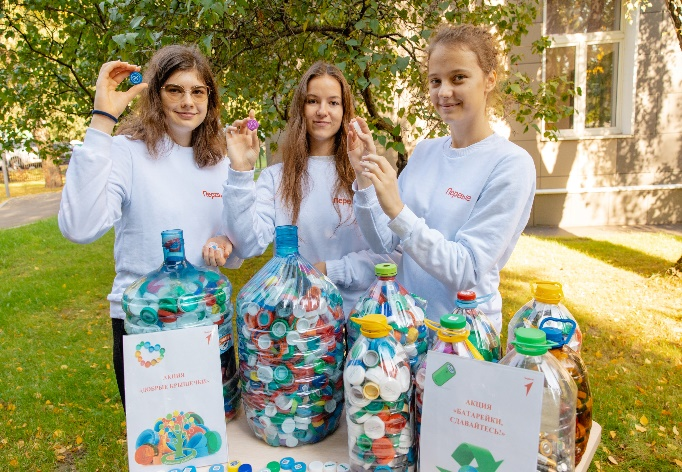 Первые
Первые
Первые
АКЦИЯ
«ДОБРЫЕ КРЫШЕЧКИ»
АКЦИЯ
«БАТАРЕЙКИ,
СДАВАЙТЕСЬ!»